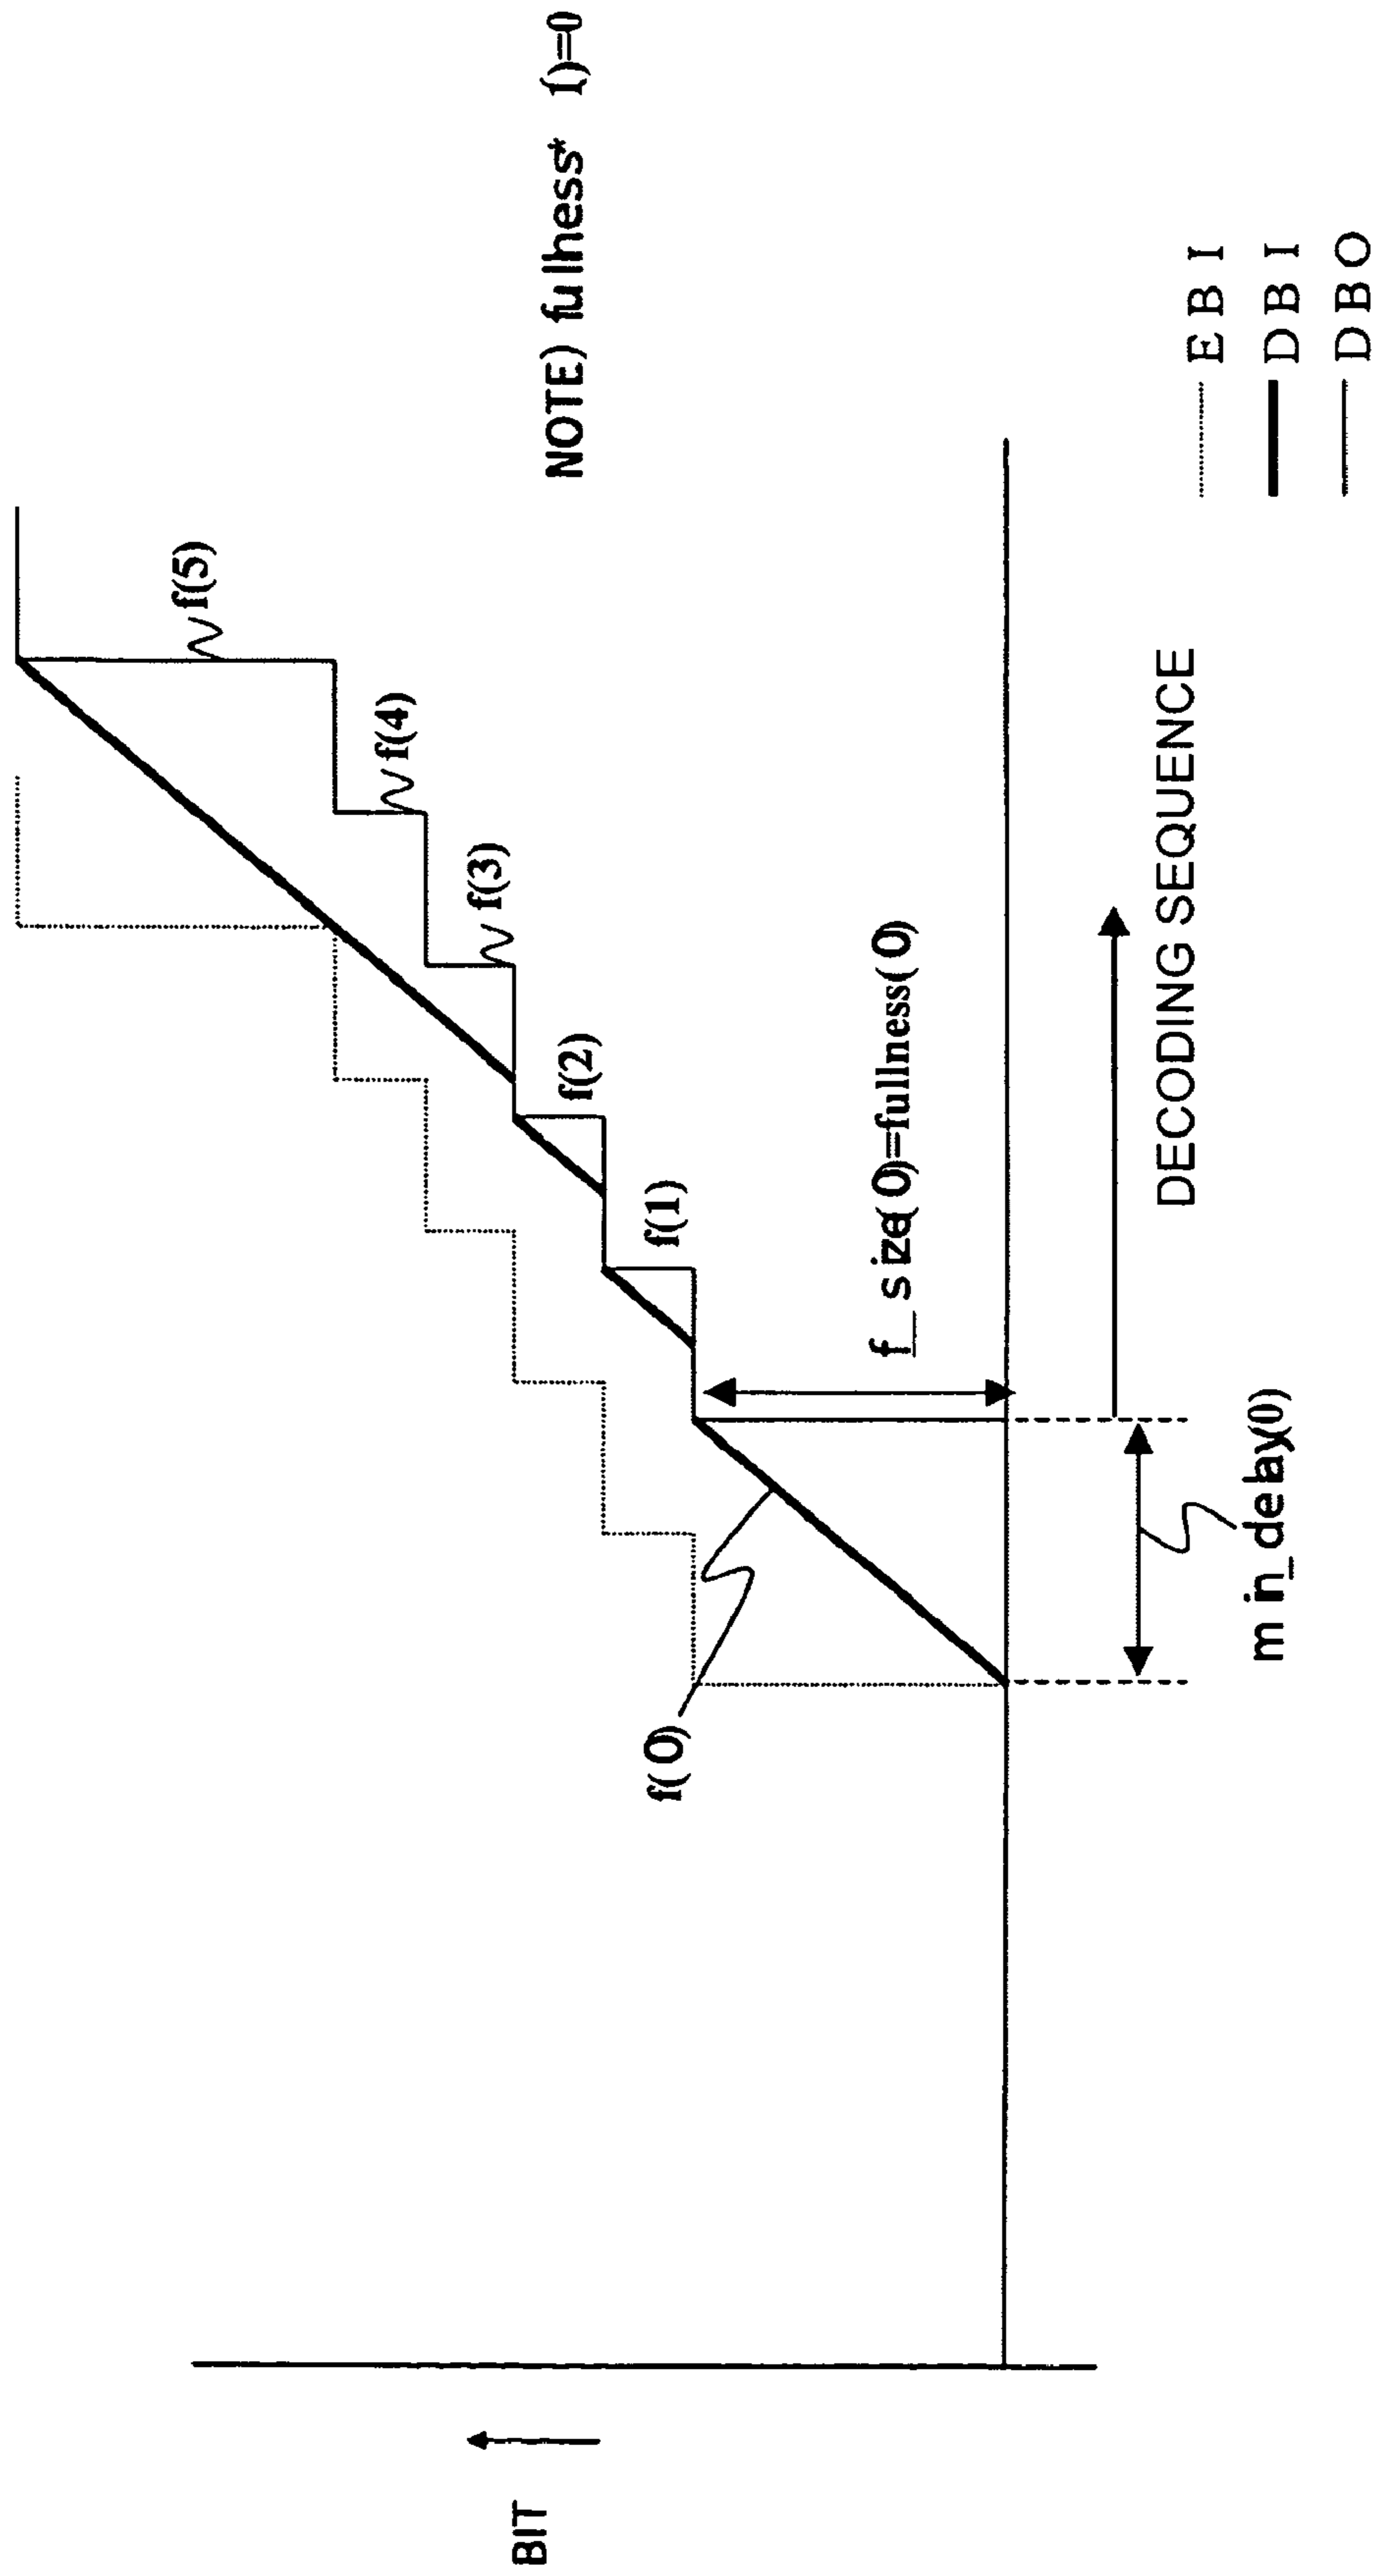 f(5)
f(4)
f(3)
f(2)
f(1)
f(0)
NOTE) fullness* f()=0
BIT
f_size(0)=fullness(0)
DECODING SEQUENCE
min_delay(0)
EBI
DBI
DBO